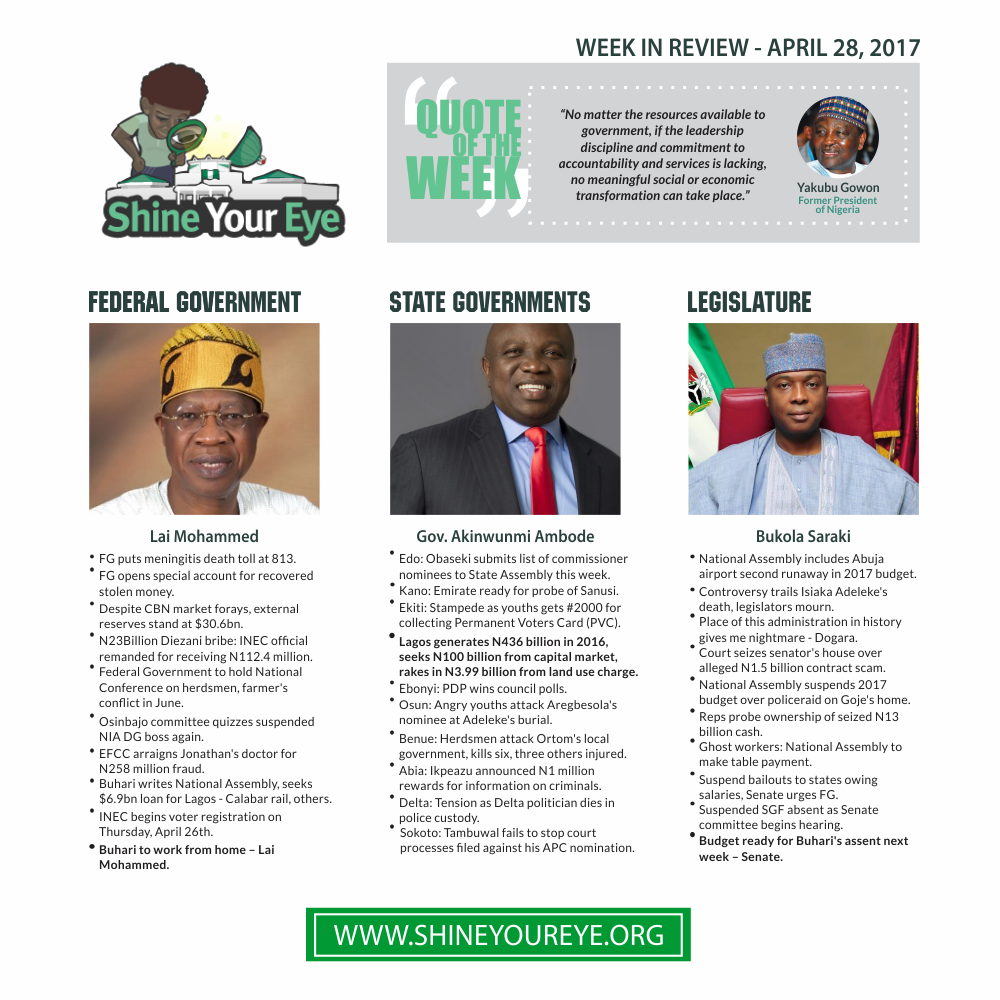 WEEK IN REVIEW - APRIL 28, 2017
Shine Your Eye
QUOTE
OF THE
WEEK
“No matter the resources available to
government, if the leadership
discipline and commitment to
accountability and services is lacking,
no meaningful social or economic
transformation can take place.”
Yakubu Gowon
Former President
of Nigeria
FEDERAL GOVERNMENT
Lai Mohammed
• FG puts meningitis death toll at 813.
• FG opens special account for recovered
stolen money.
• Despite CBN market forays, external
reserves stand at $30.6bn.
• N23Billion Diezani bribe: INEC official
remanded for receiving N112.4 million.
• Federal Government to hold National
Conference on herdsmen, farmer's
conflict in June.
• Osinbajo committee quizzes suspended
NIA DG boss again.
• EFCC arraigns Jonathan's doctor for
N258 million fraud.
• Buhari writes National Assembly, seeks
$6.9bn loan for Lagos - Calabar rail, others.
• INEC begins voter registration on
Thursday, April 26th.
• Buhari to work from home – Lai
Mohammed.
STATE GOVERNMENTS
Gov. Akinwunmi Ambode
• Edo: Obaseki submits list of commissioner
nominees to State Assembly this week.
• Kano: Emirate ready for probe of Sanusi.
• Ekiti: Stampede as youths gets #2000 for
collecting Permanent Voters Card (PVC).
• Lagos generates N436 billion in 2016,
seeks N100 billion from capital market,
rakes in N3.99 billion from land use charge.
• Ebonyi: PDP wins council polls.
• Osun: Angry youths attack Aregbesola's
nominee at Adeleke's burial.
• Benue: Herdsmen attack Ortom's local
government, kills six, three others injured.
• Abia: Ikpeazu announced N1 million
rewards for information on criminals.
• Delta: Tension as Delta politician dies in
police custody.
• Sokoto: Tambuwal fails to stop court
processes filed against his APC nomination.
LEGISLATURE
Bukola Saraki
• National Assembly includes Abuja
airport second runaway in 2017 budget.
• Controversy trails Isiaka Adeleke's
death, legislators mourn.
• Place of this administration in history
gives me nightmare - Dogara.
• Court seizes senator's house over
alleged N1.5 billion contract scam.
• National Assembly suspends 2017
budget over policeraid on Goje's home.
• Reps probe ownership of seized N13
billion cash.
• Ghost workers: National Assembly to
make table payment.
• Suspend bailouts to states owing
salaries, Senate urges FG.
• Suspended SGF absent as Senate
committee begins hearing.
• Budget ready for Buhari's assent next
week – Senate.
WWW.SHINEYOUREYE.ORG